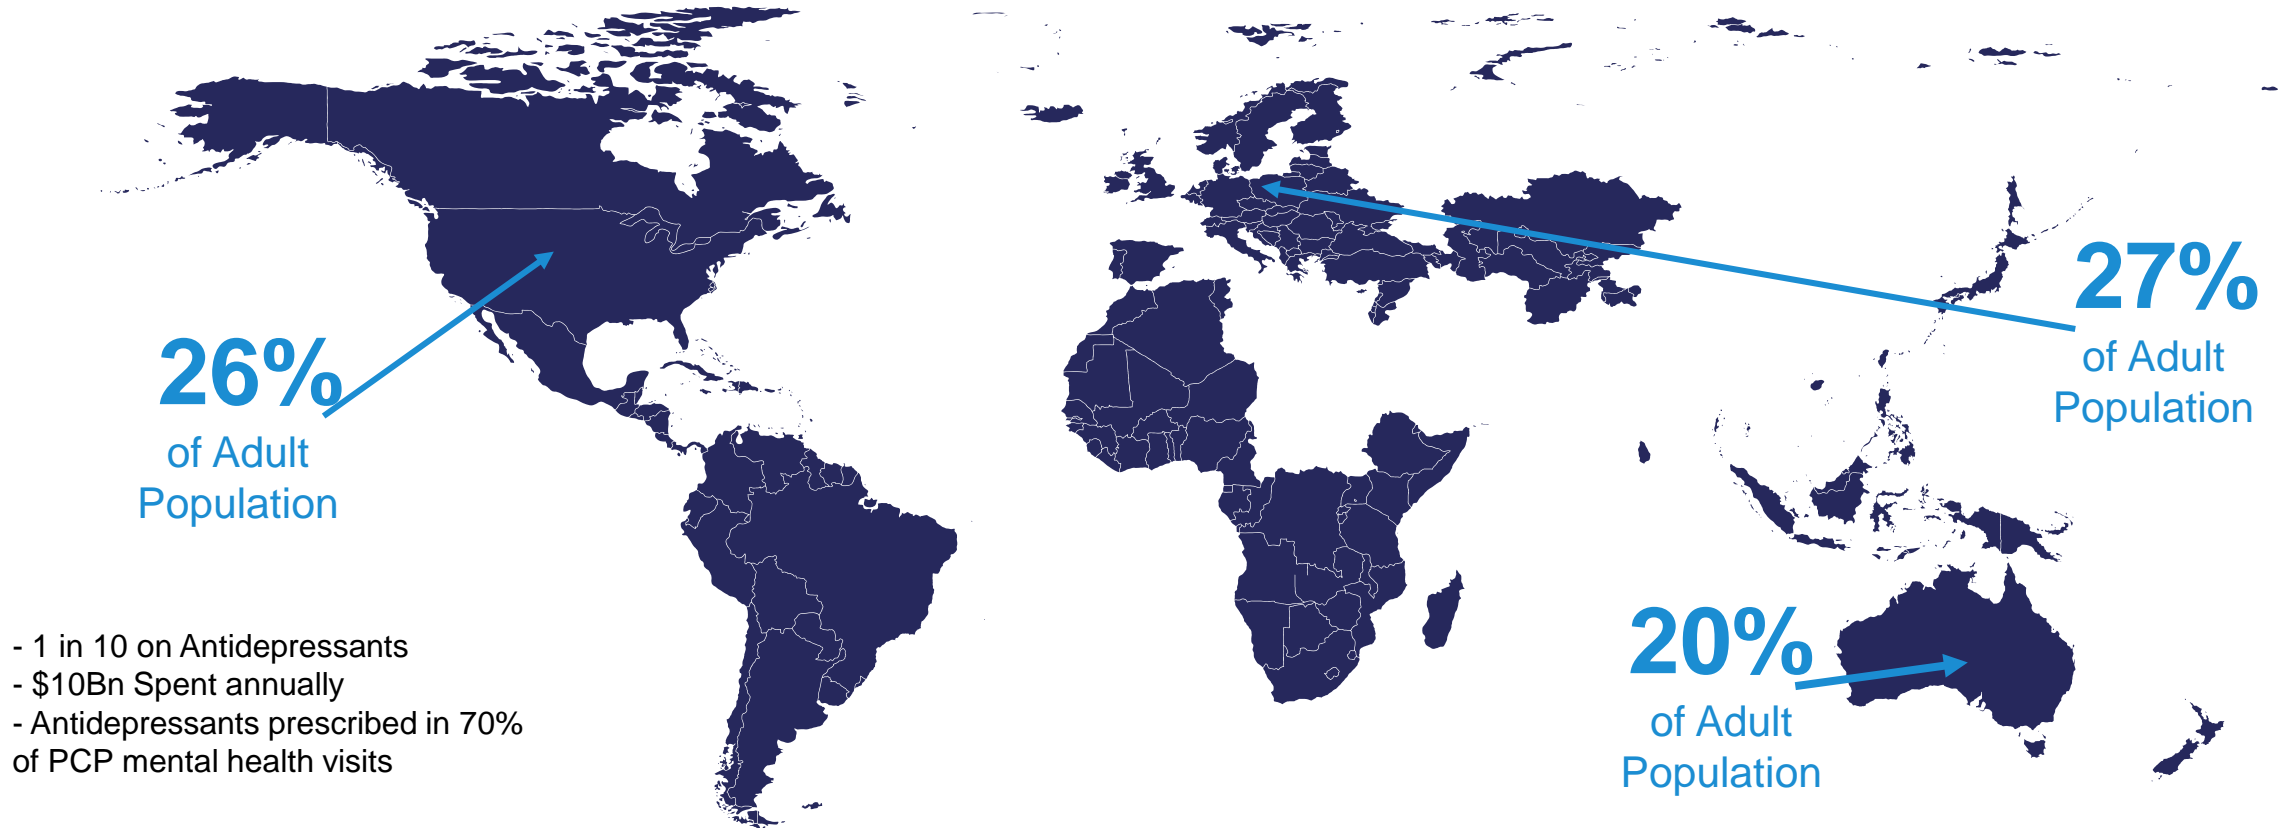 26%
of Adult
Population
27%
of Adult
Population
20%
of Adult
Population
- 1 in 10 on Antidepressants
- $10Bn Spent annually
- Antidepressants prescribed in 70%
of PCP mental health visits